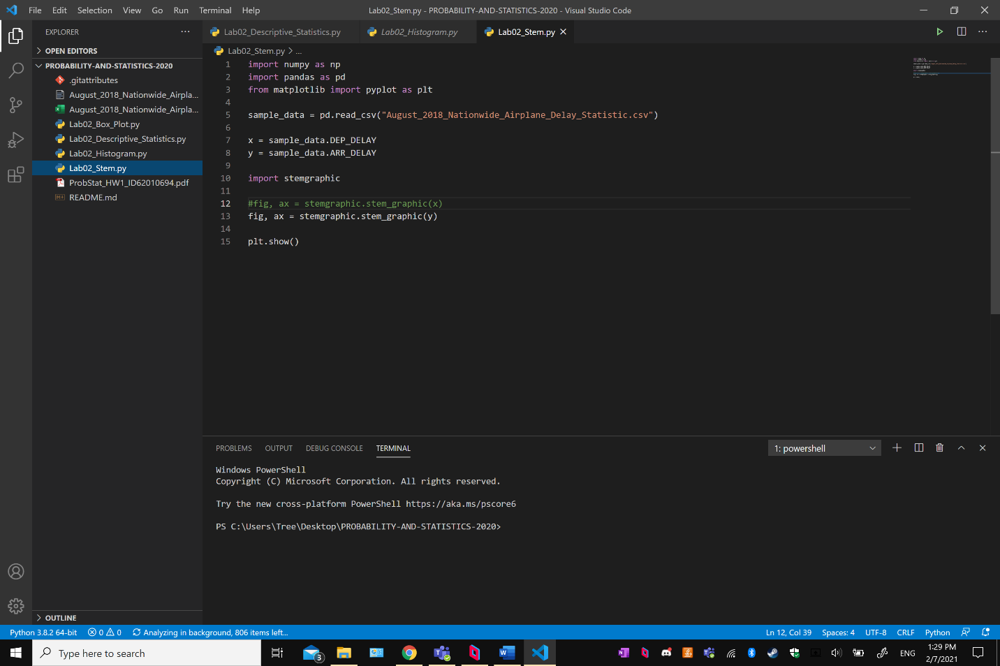 File Edit Selection View Go Run Terminal Help
Lab02_Stem.py - PROBABILITY-AND-STATISTICS-2020 - Visual Studio Code
EXPLORER
OPEN EDITORS
PROBABILITY-AND-STATISTICS-2020
.gitattributes
August_2018_Nationwide_Airpla...
August_2018_Nationwide_Airpla...
Lab02_Box_Plot.py
Lab02_Descriptive_Statistics.py
Lab02_Histogram.py
Lab02_Stem.py
ProbStat_HW1_ID62010694.pdf
README.md
OUTLINE
Lab02_Descriptive_Statistics.py Lab02_Histogram.py Lab02_Stem.py
Lab02_Stem.py > ...
1 import numpy as np
2 import pandas as pd
3 from matplotlib import pyplot as plt
4
5 sample_data = pd.read_csv("August_2018_Nationwide_Airplane_Delay_Statistic.csv")
6
7 x = sample_data.DEP_DELAY
8 y = sample_data.ARR_DELAY
9
10 import stemgraphic
11
12 #fig, ax = stemgraphic.stem_graphic(x)
13 fig, ax = stemgraphic.stem_graphic(y)
14
15 plt.show()
PROBLEMS OUTPUT DEBUG CONSOLE TERMINAL
1: powershell
Windows PowerShell
Copyright (C) Microsoft Corporation. All rights reserved.
Try the new cross-platform PowerShell https://aka.ms/pscore6
PS C:\Users\Tree\Desktop\PROBABILITY-AND-STATISTICS-2020>
Python 3.8.2 64-bit 0 0 Analyzing in background, 806 items left...
Ln 12, Col 39 Spaces: 4 UTF-8 CRLF Python
Type here to search
3
ENG
1:29 PM
2/7/2021